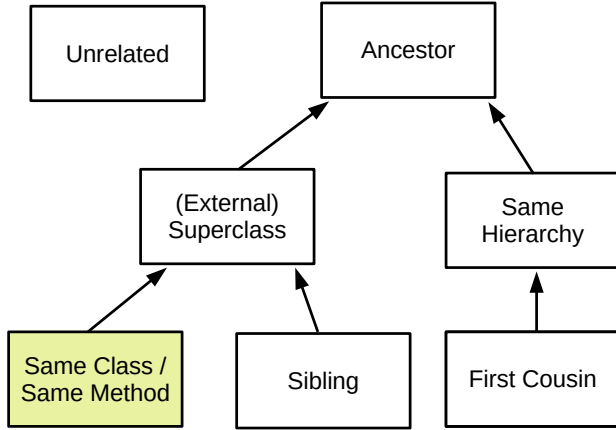 Unrelated
Ancestor
(External)
Superclass
Same
Hierarchy
Same Class /
Same Method
Sibling
First Cousin